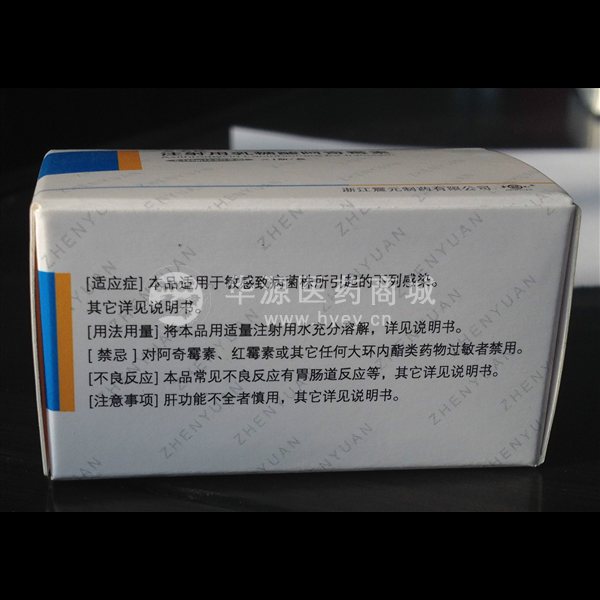 注射用乳糖酸阿奇霉素
浙江震元制药有限公司
[适应症] 本品适用于敏感致病菌株所引起的下列感染。
其它详见说明书。
[用法用量] 将本品用适量注射用水充分溶解，详见说明书。
[ 禁忌 ] 对阿奇霉素、红霉素或其它任何大环内酯类药物过敏者禁用。
[不良反应] 本品常见不良反应有胃肠道反应等，其它详见说明书。
[注意事项] 肝功能不全者慎用，其它详见说明书。
华源医药商城
www.hyey.cn
ZHENYUAN
ZHENYUAN
ZHENYUAN
ZHENYUAN
ZHENYUAN
ZHENYUAN